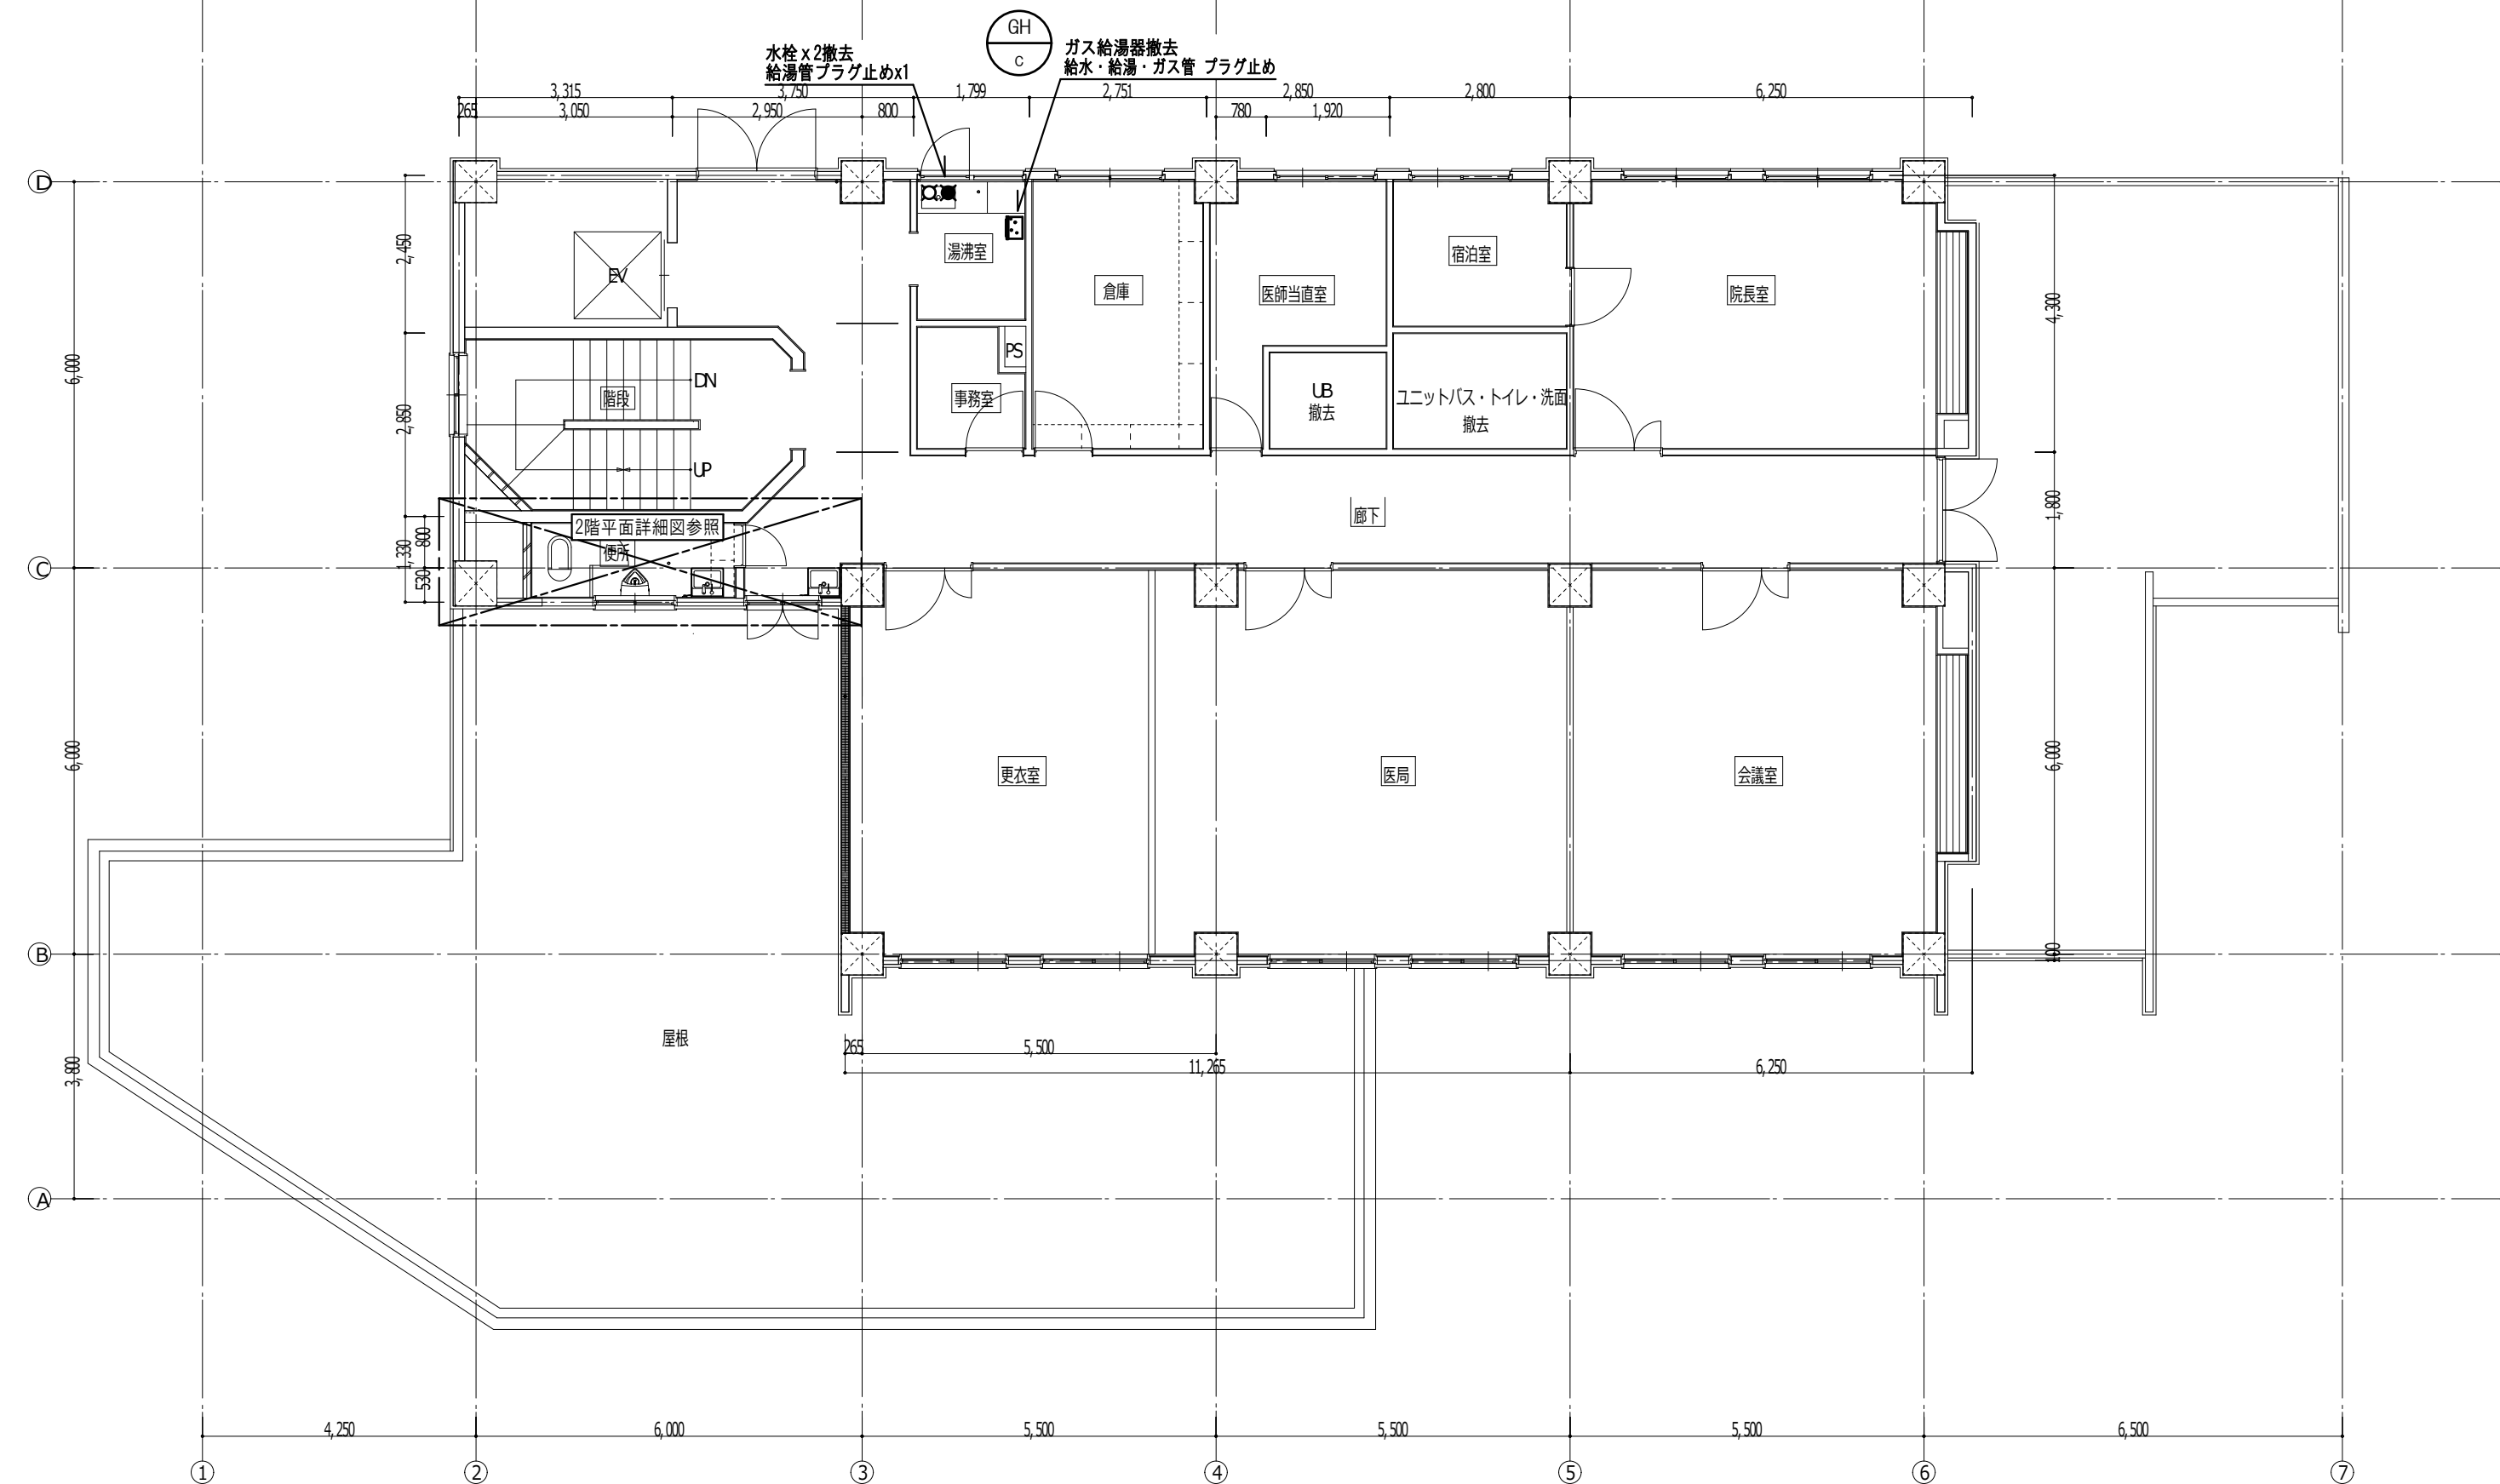 GH
C
水栓ｘ2撤去
給湯管プラグ止めx1
ガス給湯器撤去
給水・給湯・ガス管 プラグ止め
3,315
3,750
1,799
2,751
2,850
2,800
6,250
265
3,050
2,950
800
780
1,920
D
湯沸室
宿泊室
2,450
EV
倉庫
医師当直室
院長室
4,300
PS
6,000
DN
階段
事務室
UB
撤去
ユニットバス・トイレ・洗面
撤去
2,850
UP
1,800
廊下
2階平面詳細図参照
800
便所
1,330
530
C
6,000
更衣室
医局
会議室
6,000
B
100
屋根
265
5,500
11,265
6,250
3,800
A
4,250
6,000
5,500
5,500
5,500
6,500
1
2
3
4
5
6
7